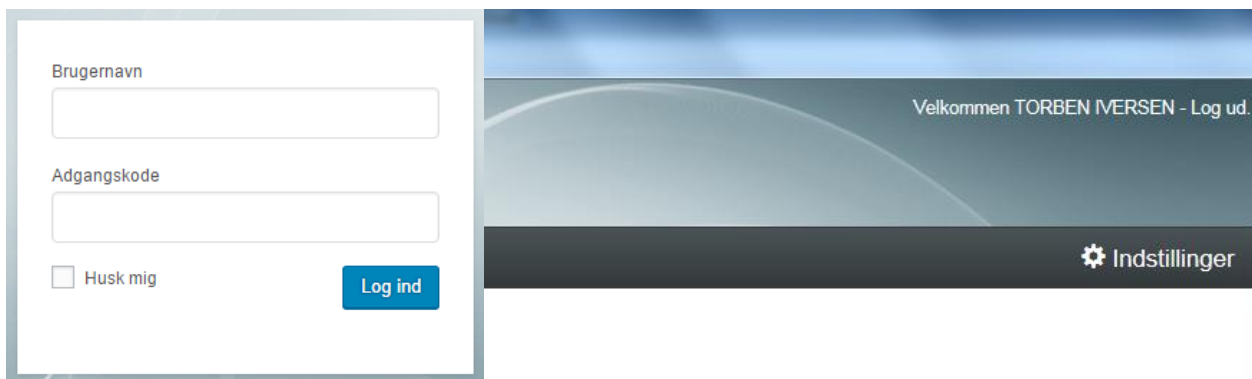 Brugernavn
Adgangskode
Husk mig
Log ind
Velkommen TORBEN IVERSEN - Log ud.
Indstillinger